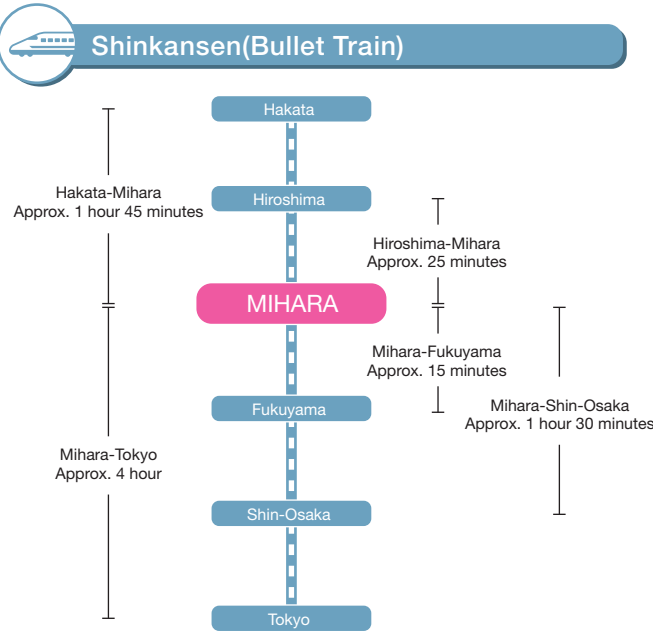 Shinkansen(Bullet Train)
Hakata
Hakata-Mihara
Approx. 1 hour 45 minutes
Hiroshima
Hiroshima-Mihara
Approx. 25 minutes
MIHARA
Mihara-Fukuyama
Approx. 15 minutes
Fukuyama
Mihara-Shin-Osaka
Approx. 1 hour 30 minutes
Mihara-Tokyo
Approx. 4 hour
Shin-Osaka
Tokyo